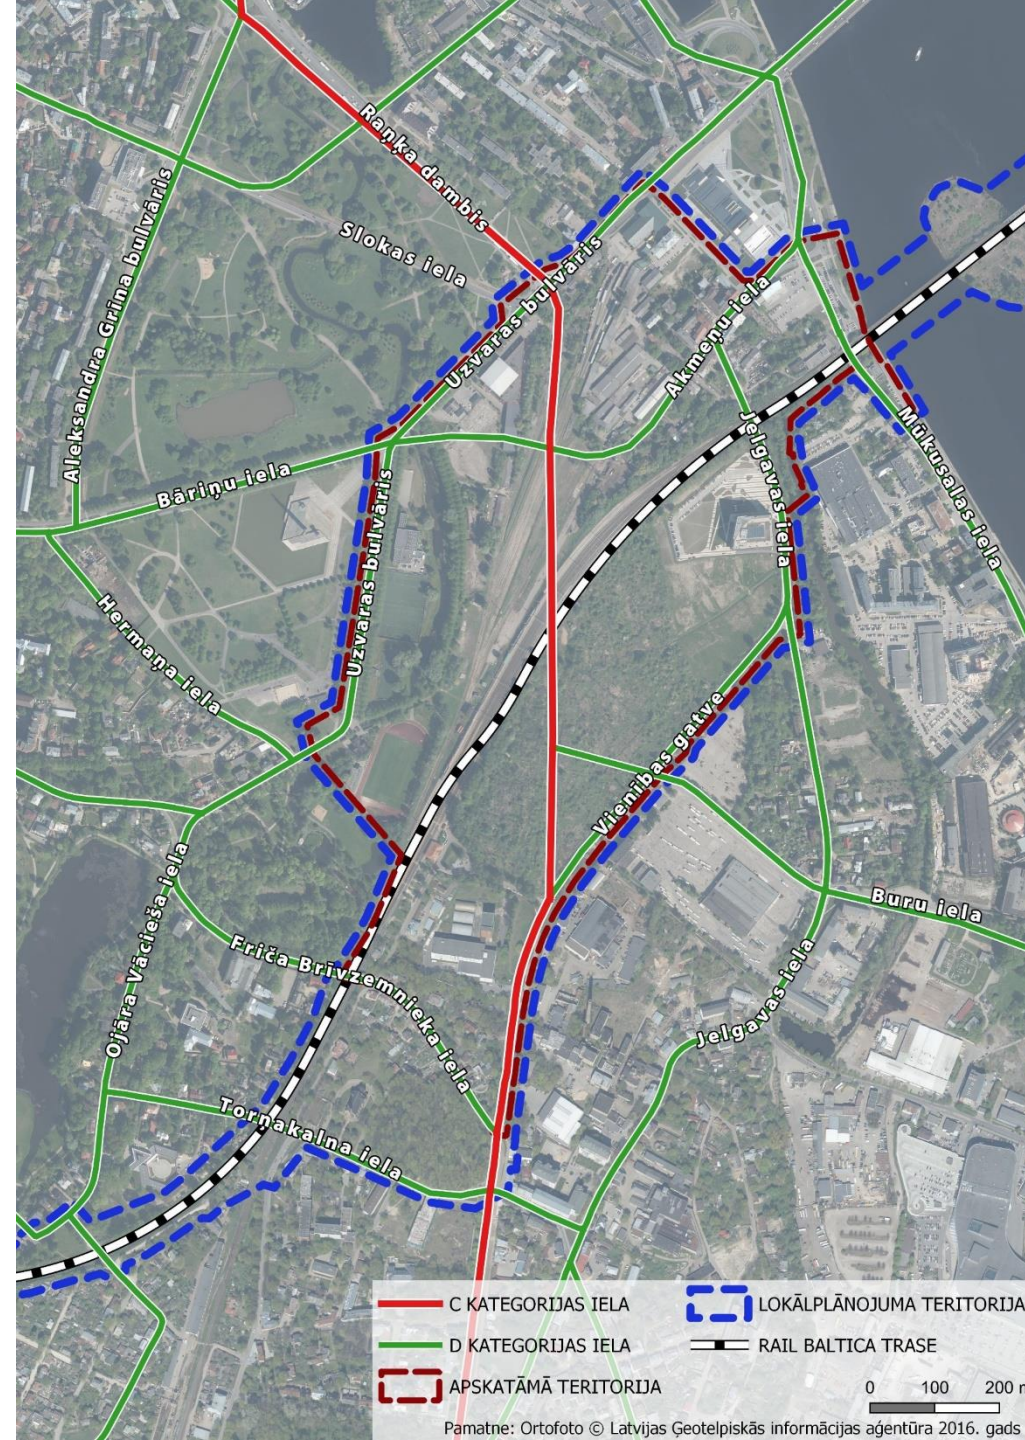 Raņķa dambis
Slokas iela
Aleksandra Grīna bulvāris
Uzvaras bulvāris
Akmeņu iela
Jelgavas iela
Mūkusalas iela
Bāriņu iela
Uzvaras bulvāris
Hermaņa iela
Vienības gatve
Buru iela
Ojāra Vācieša iela
Friča Brīvzemnieka iela
Jelgavas iela
Torņakalna iela
C KATEGORIJAS IELA
LOKĀLPLĀNOJUMA TERITORIJA
D KATEGORIJAS IELA
RAIL BALTICA TRASE
APSKATĀMĀ TERITORIJA
0 100 200 m
Pamatne: Ortofoto © Latvijas Ģeotelpiskās informācijas aģentūra 2016. gads